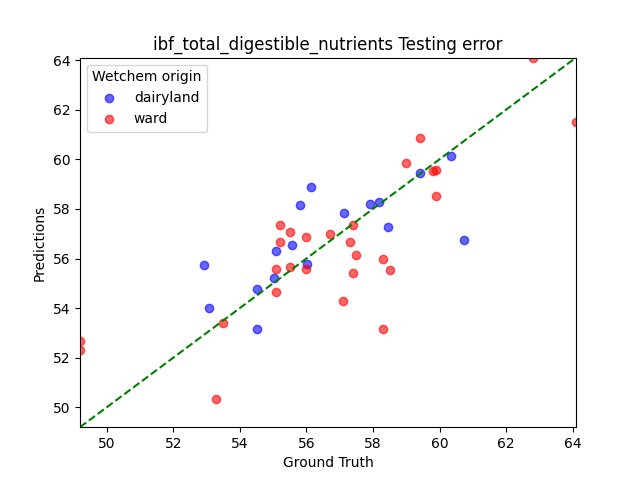 ibf_total_digestible_nutrients Testing error
Wetchem origin
dairyland
ward
Predictions
64
62
60
58
56
54
52
50
50
52
54
56
58
60
62
64
Ground Truth